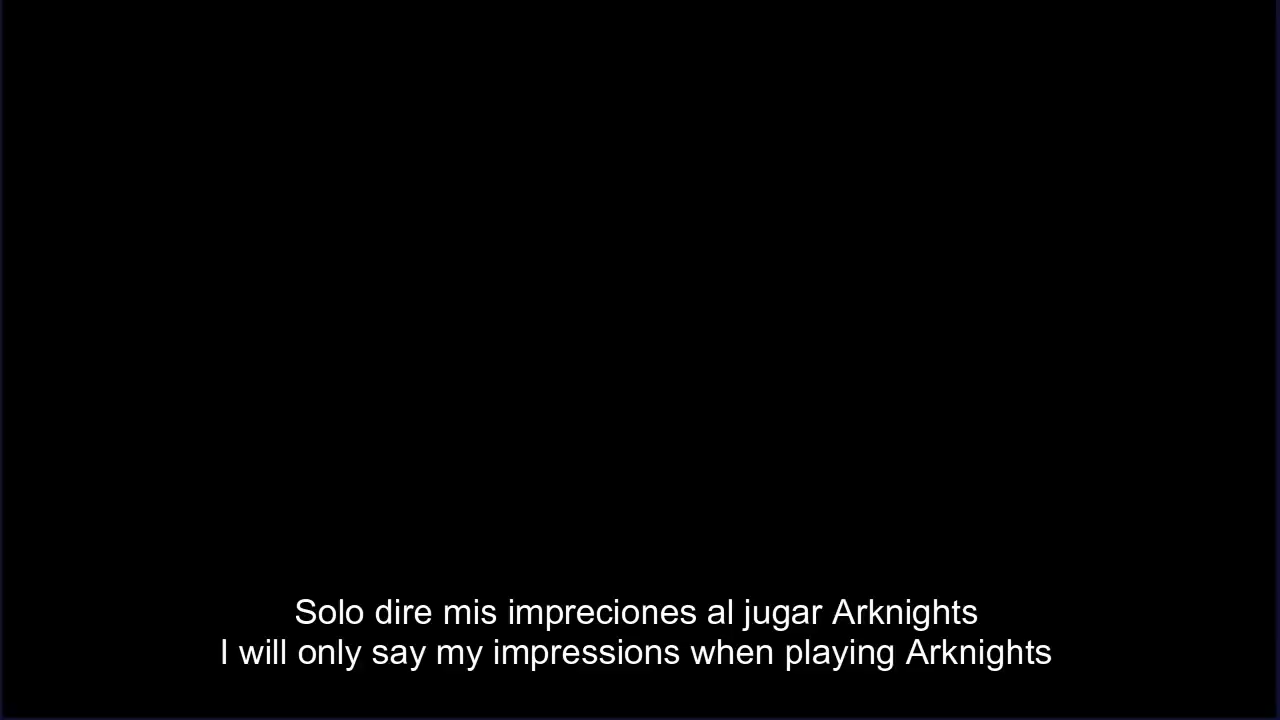 Solo dire mis impreciones al jugar Arknights
I will only say my impressions when playing Arknights